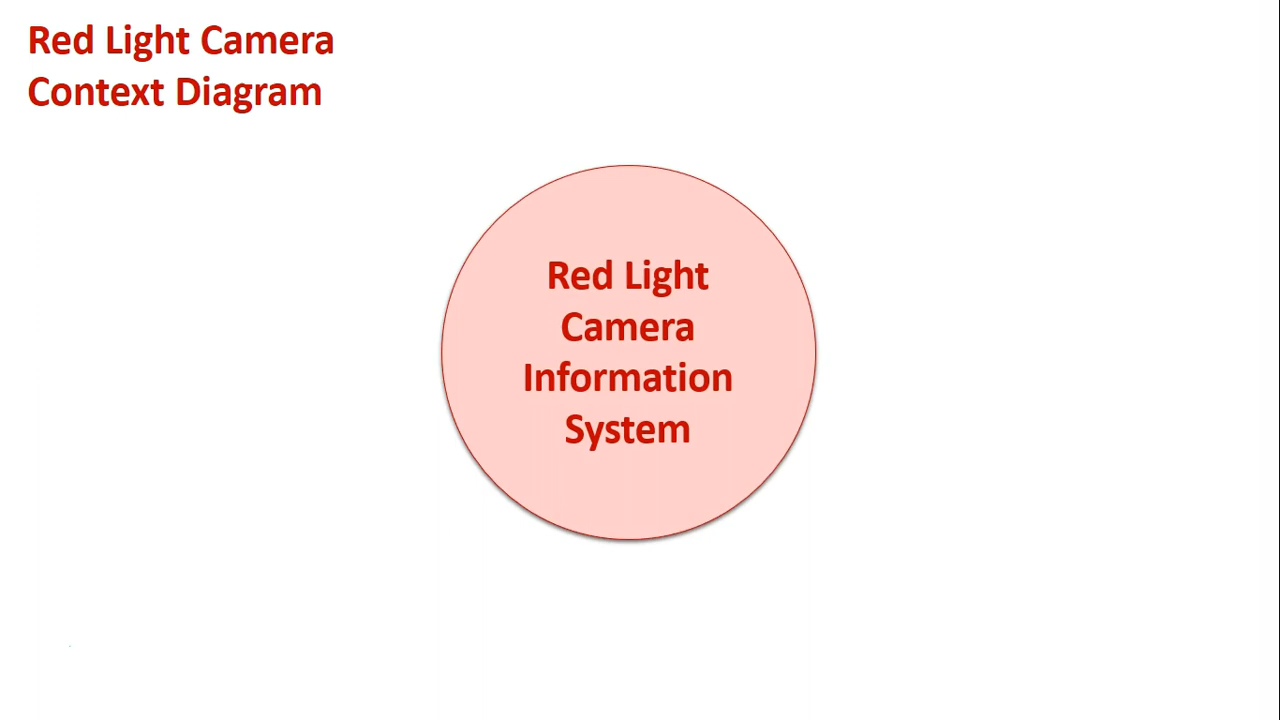 Red Light Camera
Context Diagram
Red Light
Camera
Information
System